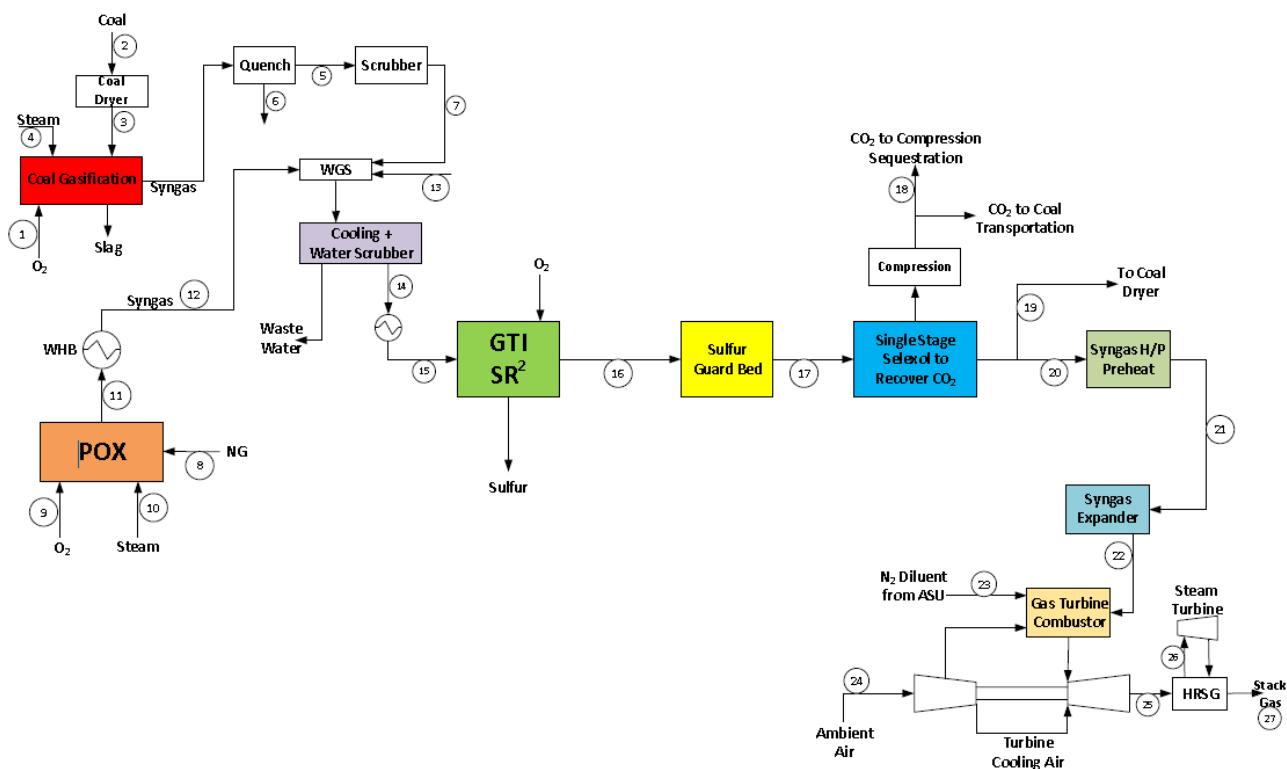 Coal
2
Coal
Dryer
3
Steam
4
Coal Gasification
Syngas
1
O₂
Slag
Quench
5
Scrubber
6
7
WGS
13
Cooling +
Water Scrubber
14
Waste
Water
15
Syngas
12
WHB
11
POX
8
NG
9
10
O₂
Steam
O₂
GTI
SR²
Sulfur
16
Sulfur
Guard Bed
17
CO₂ to Compression
Sequestration
18
CO₂ to Coal
Transportation
Compression
Single Stage
Selexol to
Recover CO₂
To Coal
Dryer
19
20
Syngas H/P
Preheat
21
Syngas
Expander
22
N₂ Diluent
from ASU
23
Gas Turbine
Combustor
Steam
Turbine
26
24
Ambient
Air
Turbine
Cooling Air
25
HRSG
Stack
Gas
27